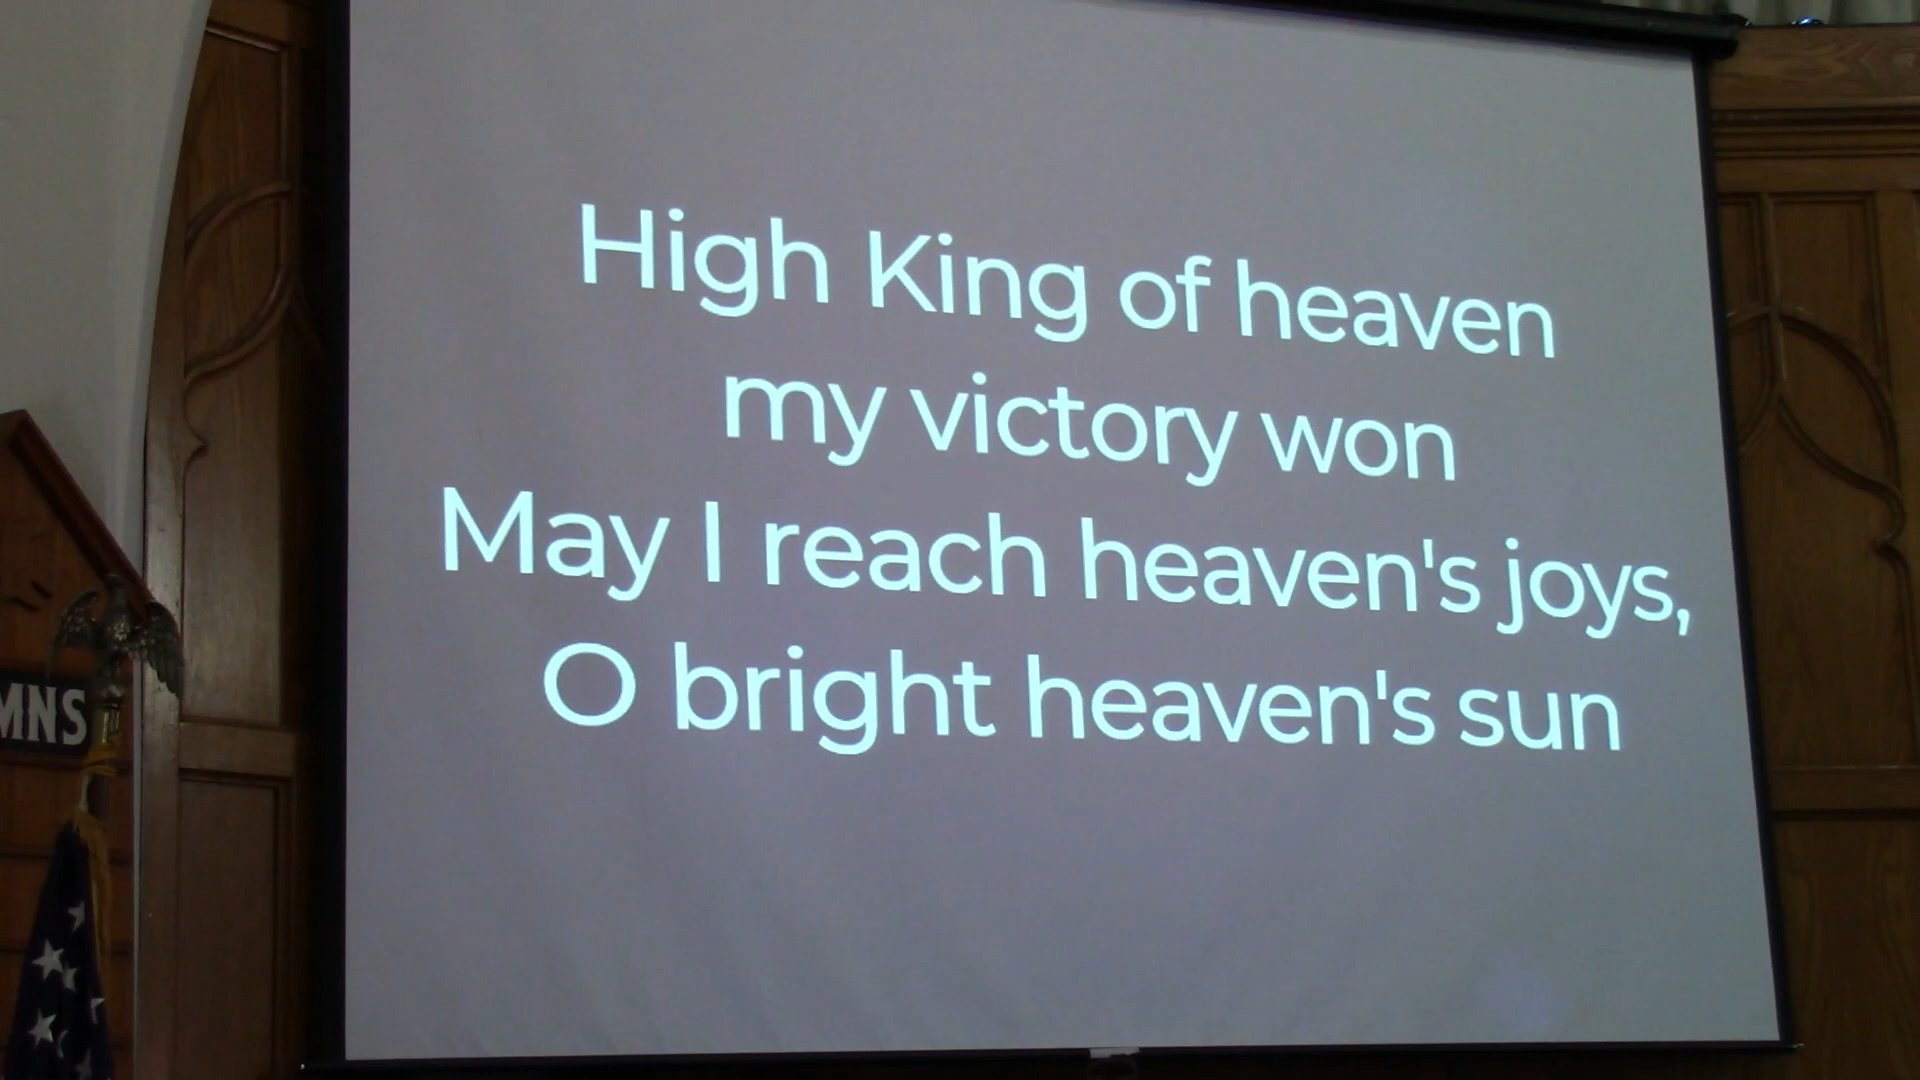 High King of heaven
my victory won
May I reach heaven's joys,
O bright heaven's sun
MNS